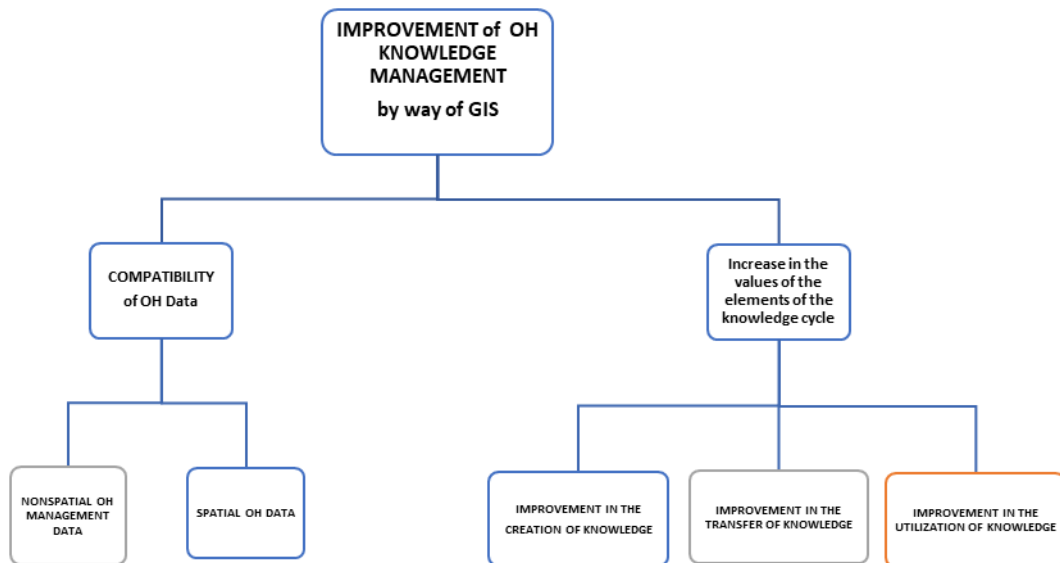 IMPROVEMENT of OH
KNOWLEDGE
MANAGEMENT
by way of GIS
COMPATIBILITY
of OH Data
Increase in the
values of the
elements of the
knowledge cycle
NONSPATIAL OH
MANAGEMENT
DATA
SPATIAL OH DATA
IMPROVEMENT IN THE
CREATION OF KNOWLEDGE
IMPROVEMENT IN THE
TRANSFER OF KNOWLEDGE
IMPROVEMENT IN THE
UTILIZATION OF KNOWLEDGE